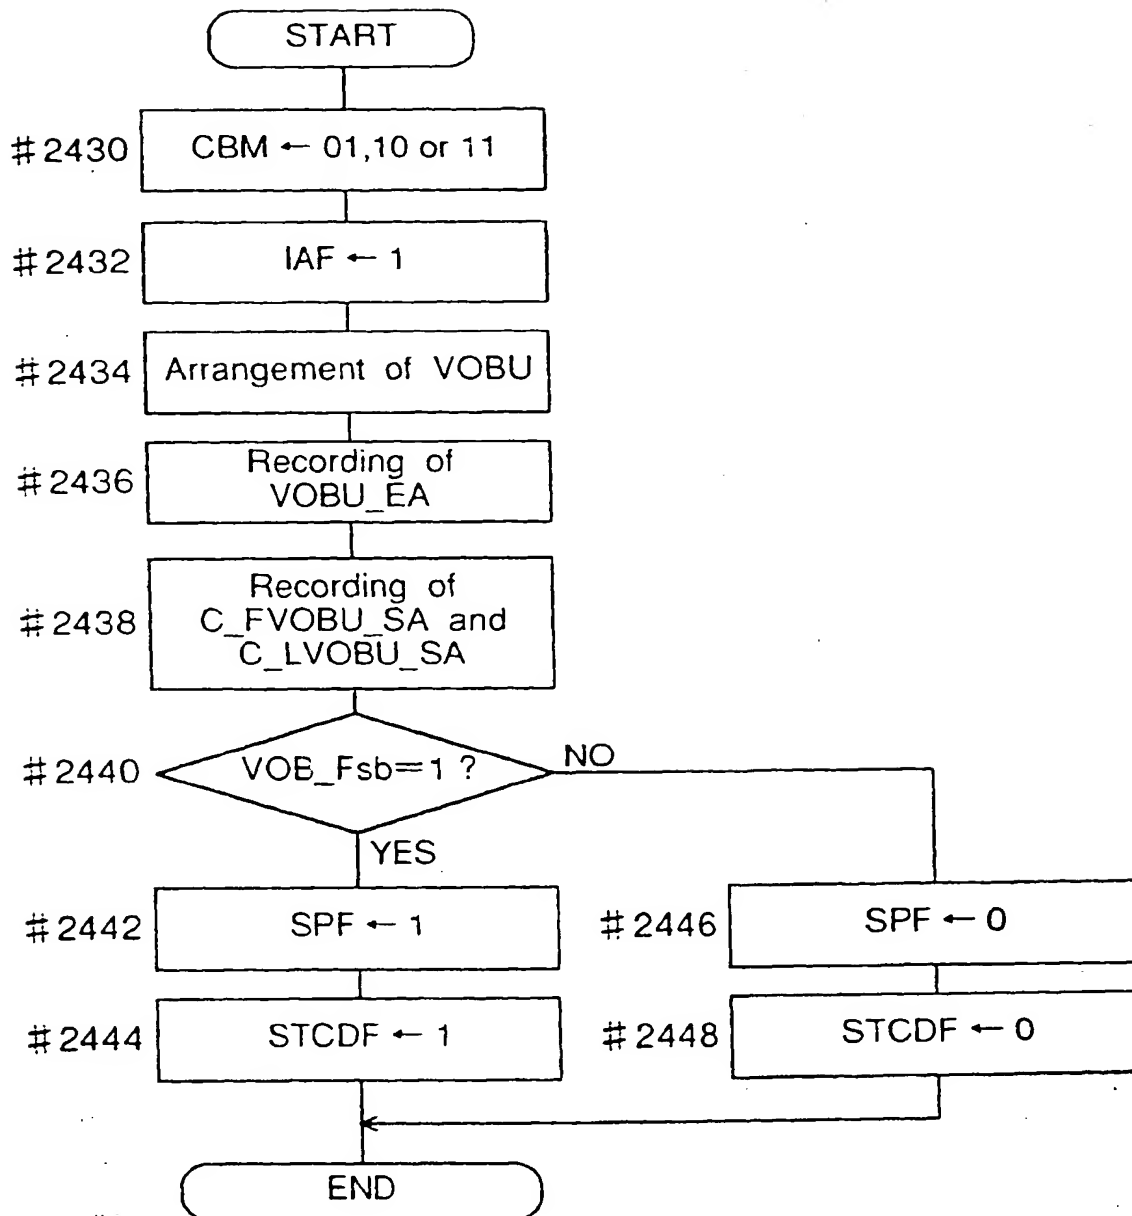 START
#2430
CBM ← 01,10 or 11
#2432
IAF ← 1
#2434
Arrangement of VOBU
#2436
Recording of
VOBU_EA
#2438
Recording of
C_FVOBU_SA and
C_LVOBU_SA
#2440
VOB_Fsb=1 ?
NO
YES
#2442
SPF ← 1
#2446
SPF ← 0
#2444
STCDF ← 1
#2448
STCDF ← 0
END